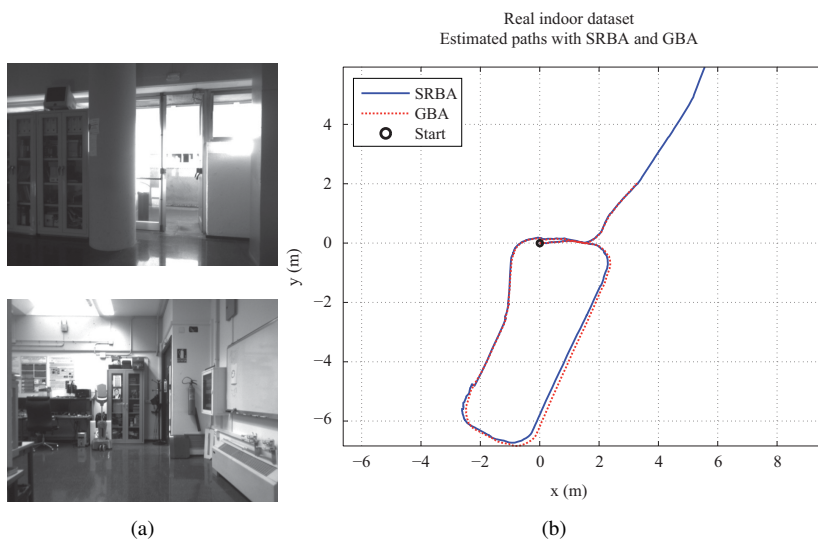 Real indoor dataset
Estimated paths with SRBA and GBA
SRBA
GBA
Start
4
2
0
−2
−4
−6
y (m)
−6 −4 −2 0 2 4 6 8
x (m)
(a)
(b)